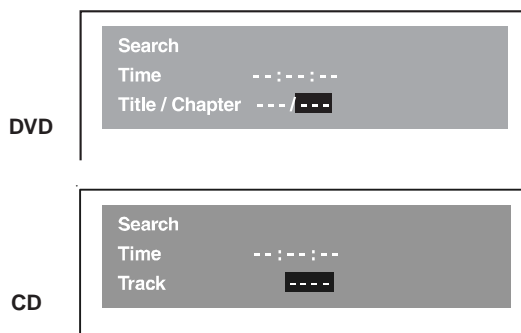 DVD
Search
Time --:--:--
Title / Chapter ---/---
CD
Search
Time --:--:--
Track ----